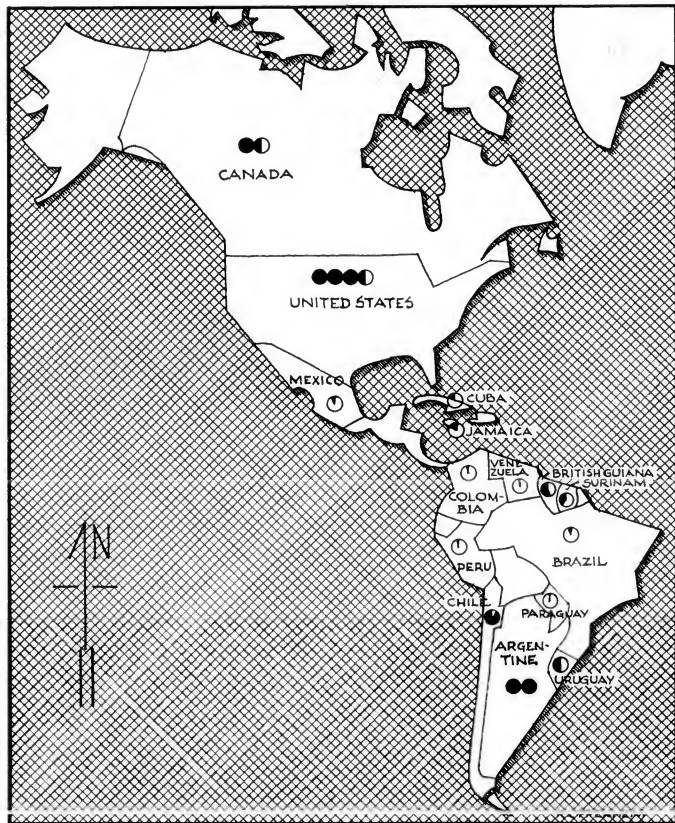 CANADA
UNITED STATES
MEXICO
CUBA
JAMAICA
VENE-
ZUELA
BRITISH GUIANA
SURINAM
COLOM-
BIA
PERU
BRAZIL
CHILE
PARAGUAY
ARGEN-
TINE
URUGUAY
N